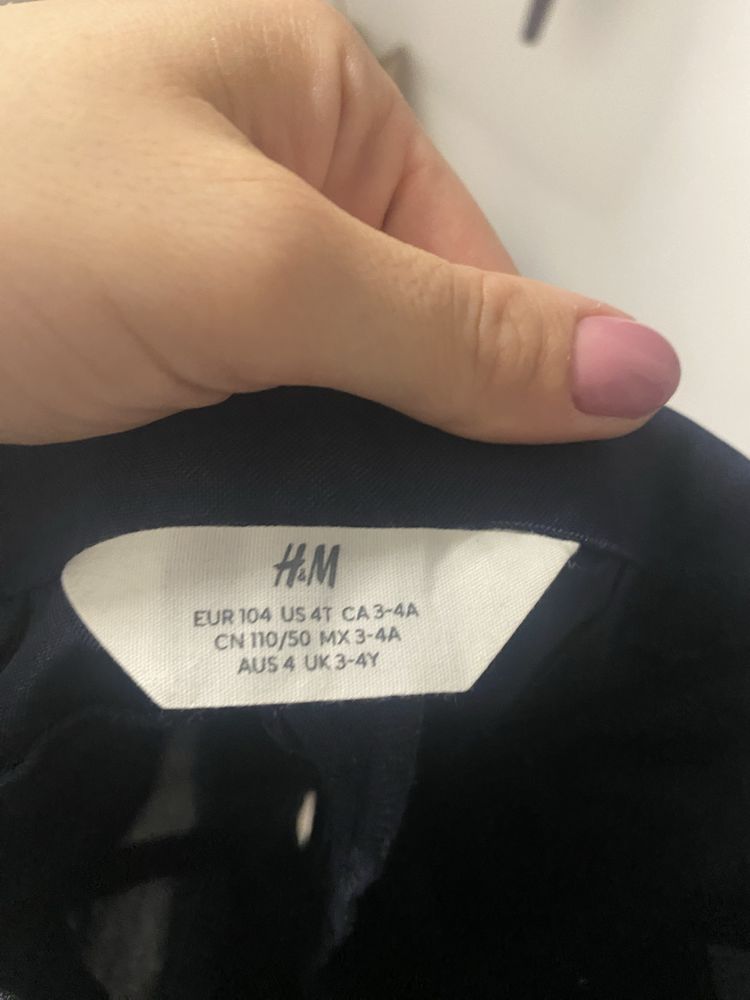 H&M
EUR 104 US 4T CA 3-4A
CN 110/50 MX 3-4A
AUS 4 UK 3-4Y